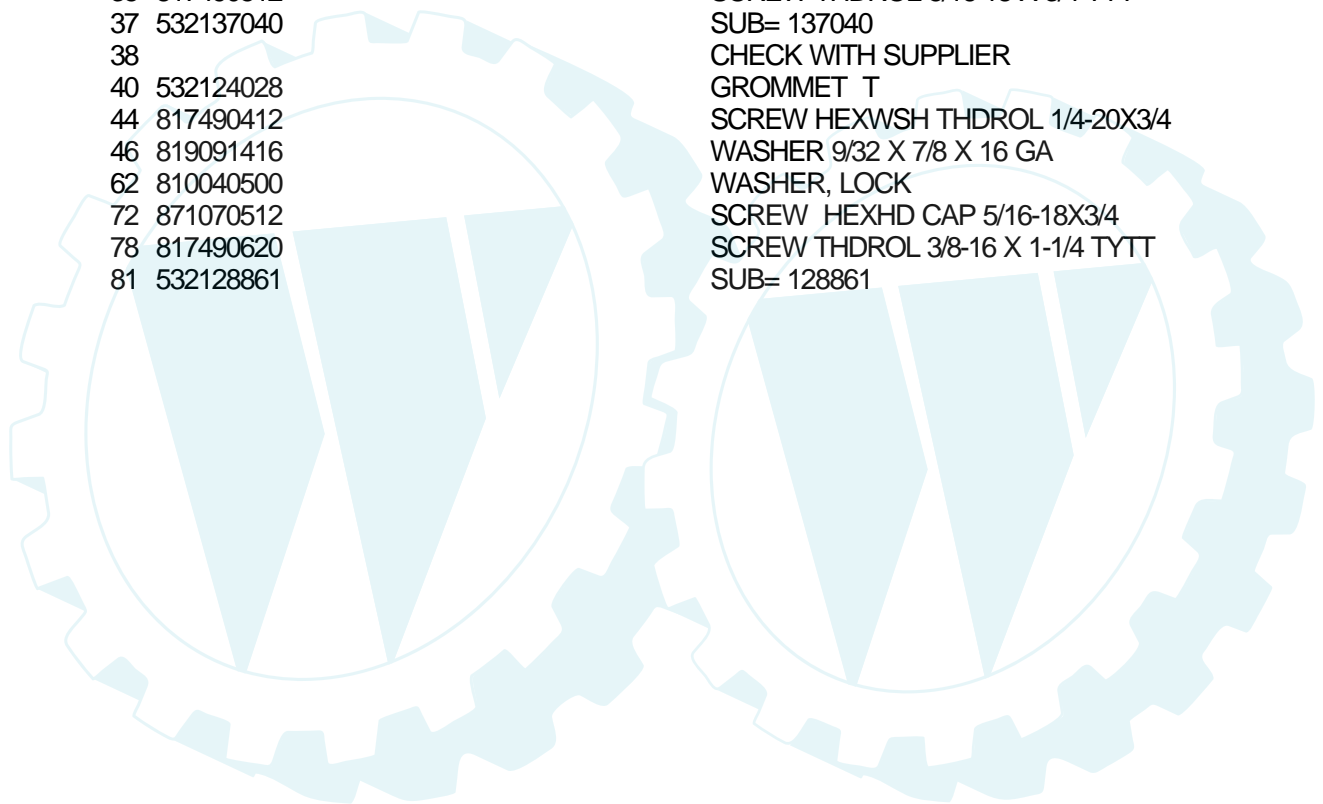 37 532137040 SUB= 137040
38 CHECK WITH SUPPLIER
40 532124028 GROMMET T
44 817490412 SCREW HEXWSH THDROL 1/4-20X3/4
46 819091416 WASHER 9/32 X 7/8 X 16 GA
62 810040500 WASHER, LOCK
72 871070512 SCREW HEXHD CAP 5/16-18X3/4
78 817490620 SCREW THDROL 3/8-16 X 1-1/4 TYTT
81 532128861 SUB= 128861